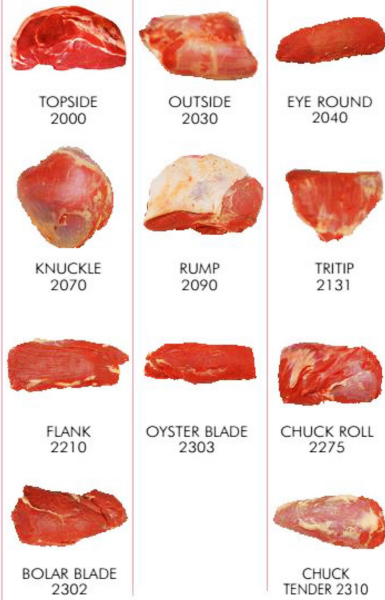 TOPSIDE
2000
OUTSIDE
2030
EYE ROUND
2040
KNUCKLE
2070
RUMP
2090
TRITIP
2131
FLANK
2210
OYSTER BLADE
2303
CHUCK ROLL
2275
BOLAR BLADE
2302
CHUCK
TENDER 2310